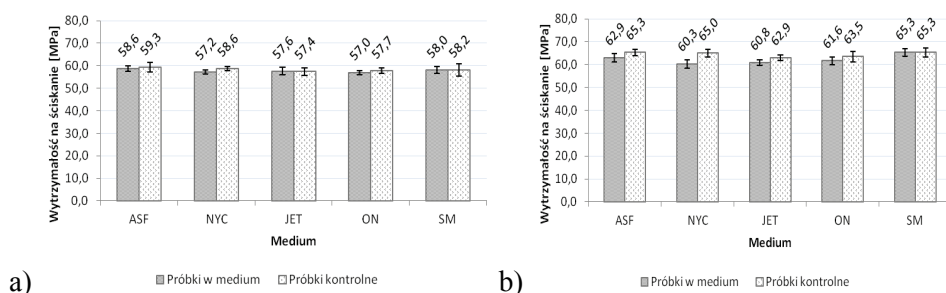 80,0
70,0
60,0
50,0
40,0
30,0
20,0
10,0
0,0
Wytrzymałość na ściskanie [MPa]
58,6 59,3 57,2 58,6 57,6 57,4 57,0 57,7 58,0 58,2
ASF NYC JET ON SM
Medium
a) Próbki w medium Próbki kontrolne
80,0
70,0
60,0
50,0
40,0
30,0
20,0
10,0
0,0
Wytrzymałość na ściskanie [MPa]
62,9 65,3 60,3 65,0 60,8 62,9 61,6 63,5 65,3 65,3
ASF NYC JET ON SM
Medium
b) Próbki w medium Próbki kontrolne